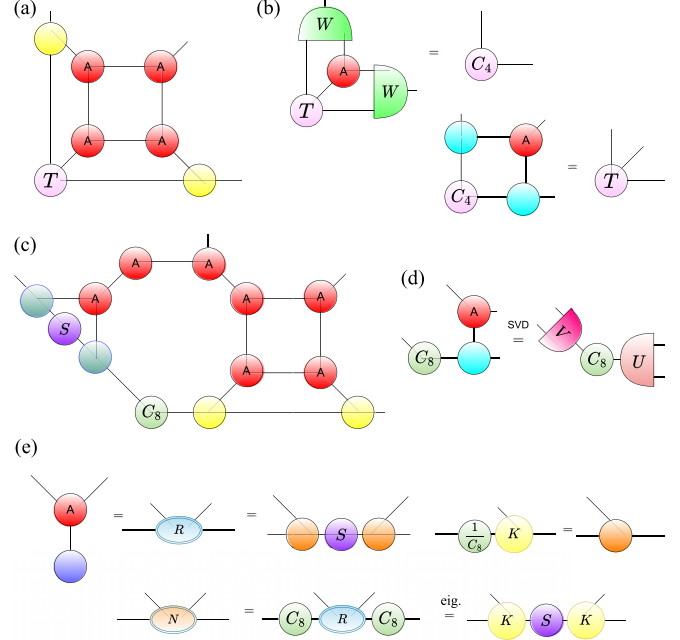 (a)
A A
A A
T
(b)
W
A W
T
= C₄
A
C₄
= T
(c)
A A
A A A
S
A A
C₈
(d)
A
C₈
SVD
=
V
C₈ U
(e)
A = R = S 1/C₈ K =
N = C₈ R C₈ eig. = K S K